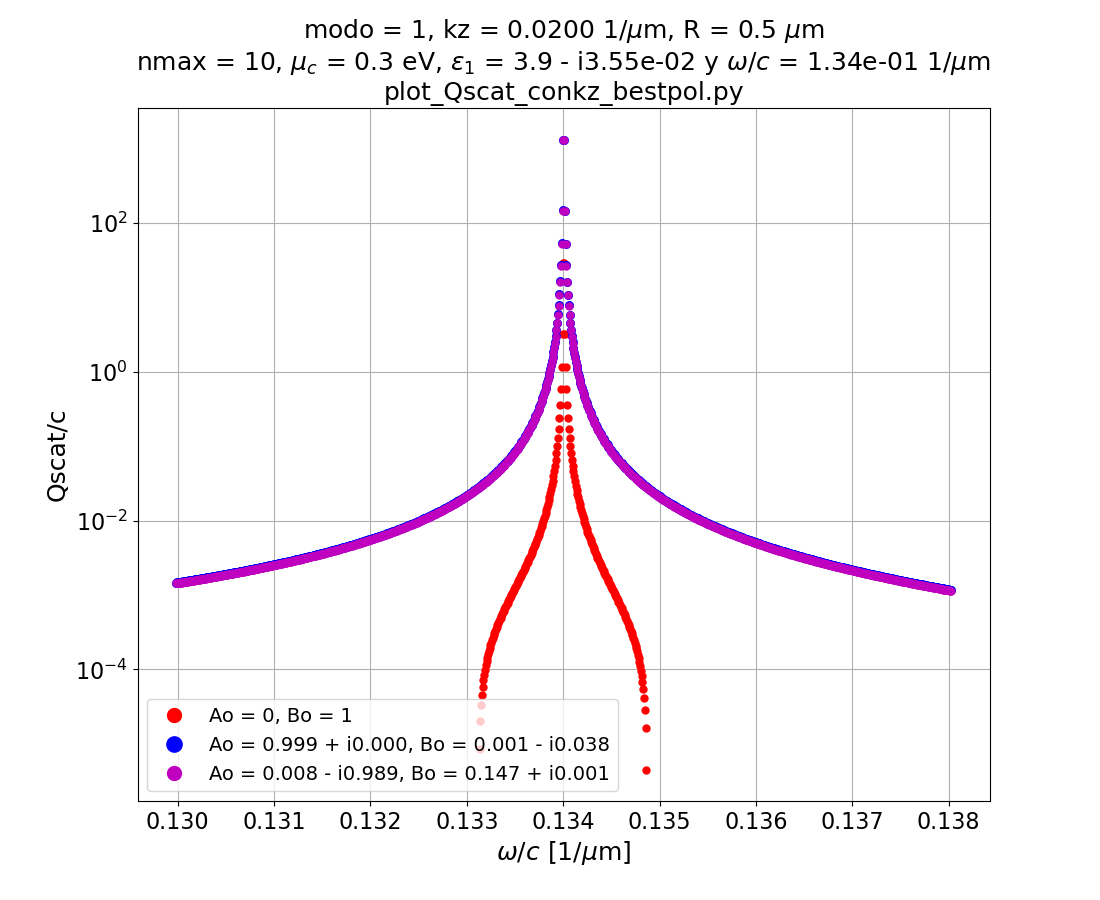 modo = 1, kz = 0.0200 1/μm, R = 0.5 μm
nmax = 10, μ_c = 0.3 eV, ε_1 = 3.9 - i3.55e-02 y ω/c = 1.34e-01 1/μm
plot_Qscat_conkz_bestpol.py
Qscat/c
10^2
10^0
10^−2
10^−4
Ao = 0, Bo = 1
Ao = 0.999 + i0.000, Bo = 0.001 - i0.038
Ao = 0.008 - i0.989, Bo = 0.147 + i0.001
0.130 0.131 0.132 0.133 0.134 0.135 0.136 0.137 0.138
ω/c [1/μm]